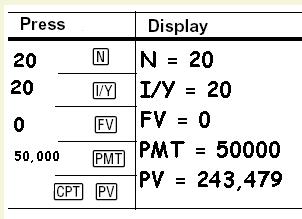 Press Display
20 N N = 20
20 I/Y I/Y = 20
0 FV FV = 0
50,000 PMT PMT = 50000
CPT PV PV = 243,479